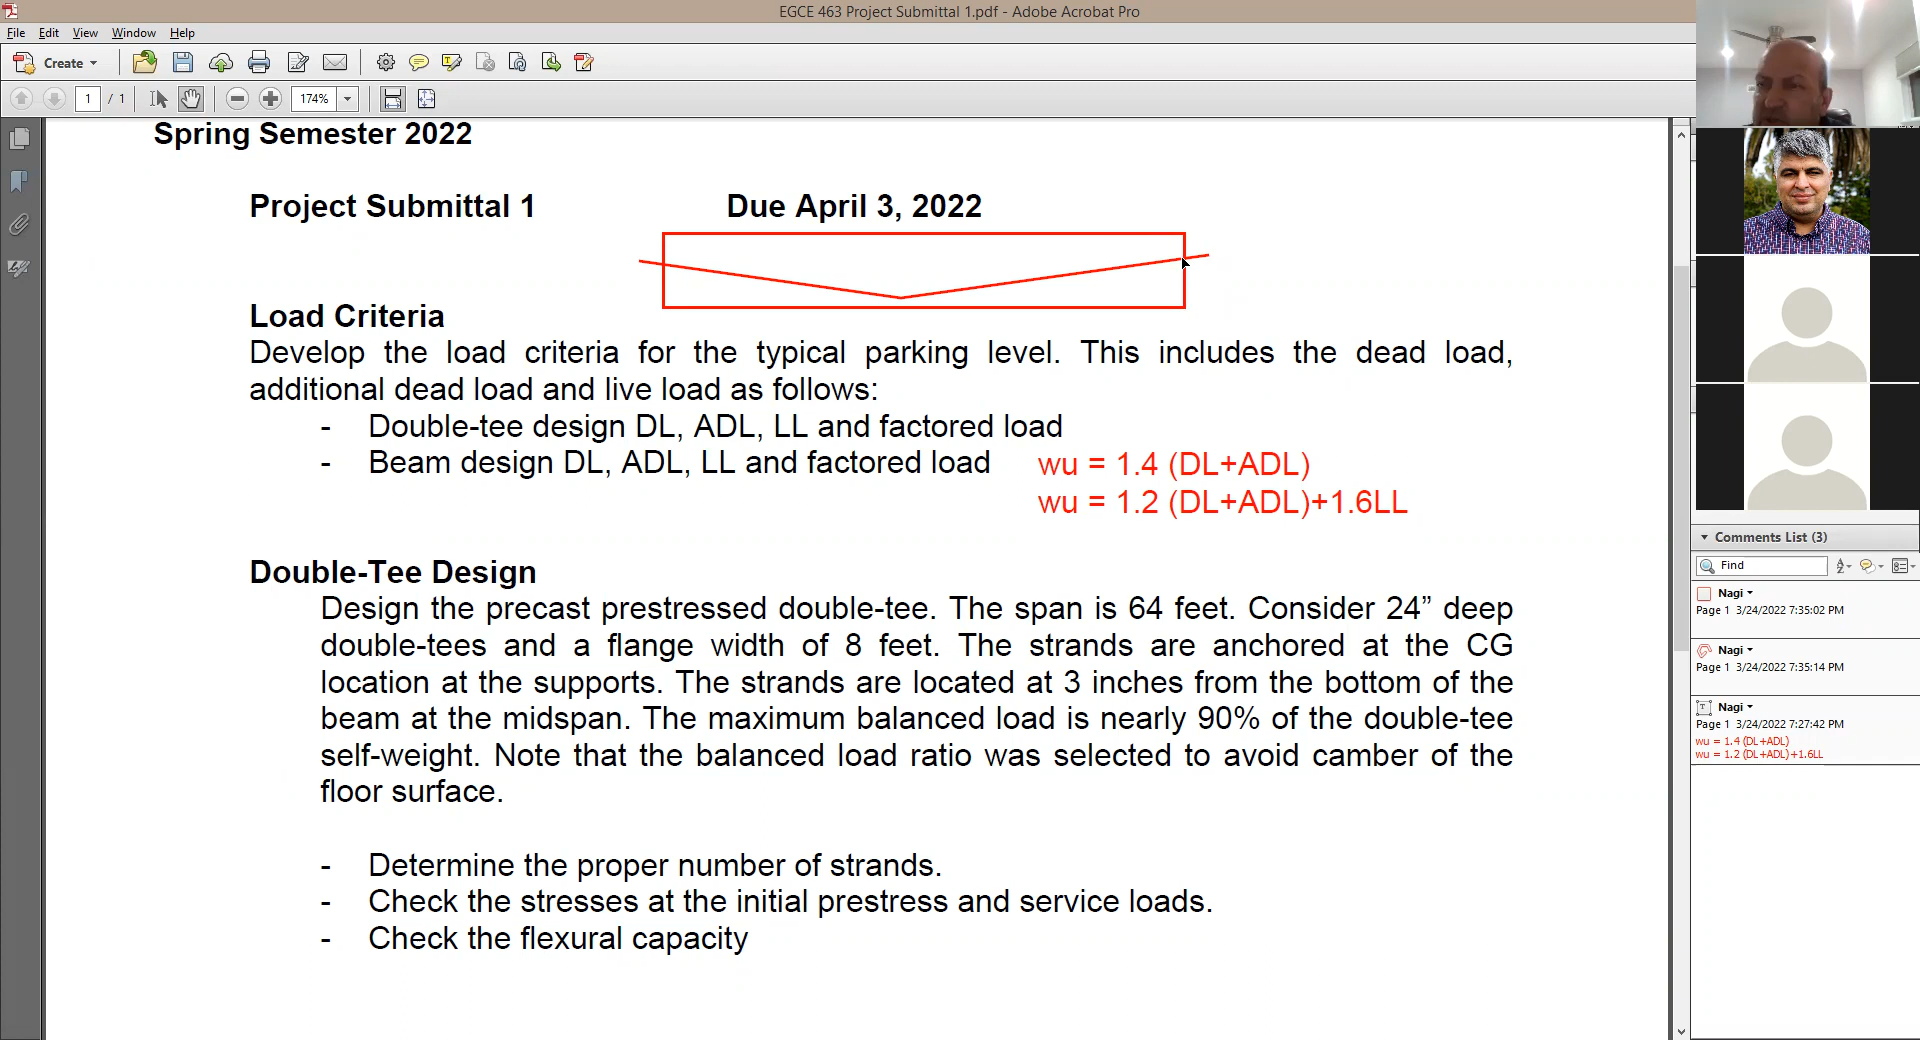 EGCE 463 Project Submittal 1.pdf - Adobe Acrobat Pro
File Edit View Window Help
Create
1 / 1 174%
Spring Semester 2022
Project Submittal 1 Due April 3, 2022
Load Criteria
Develop the load criteria for the typical parking level. This includes the dead load,
additional dead load and live load as follows:
- Double-tee design DL, ADL, LL and factored load
- Beam design DL, ADL, LL and factored load
wu = 1.4 (DL+ADL)
wu = 1.2 (DL+ADL)+1.6LL
Double-Tee Design
Design the precast prestressed double-tee. The span is 64 feet. Consider 24” deep
double-tees and a flange width of 8 feet. The strands are anchored at the CG
location at the supports. The strands are located at 3 inches from the bottom of the
beam at the midspan. The maximum balanced load is nearly 90% of the double-tee
self-weight. Note that the balanced load ratio was selected to avoid camber of the
floor surface.
- Determine the proper number of strands.
- Check the stresses at the initial prestress and service loads.
- Check the flexural capacity
Comments List (3)
Find
Nagi
Page 1 3/24/2022 7:35:02 PM
Nagi
Page 1 3/24/2022 7:35:14 PM
Nagi
Page 1 3/24/2022 7:27:42 PM
wu = 1.4 (DL+ADL)
wu = 1.2 (DL+ADL)+1.6LL